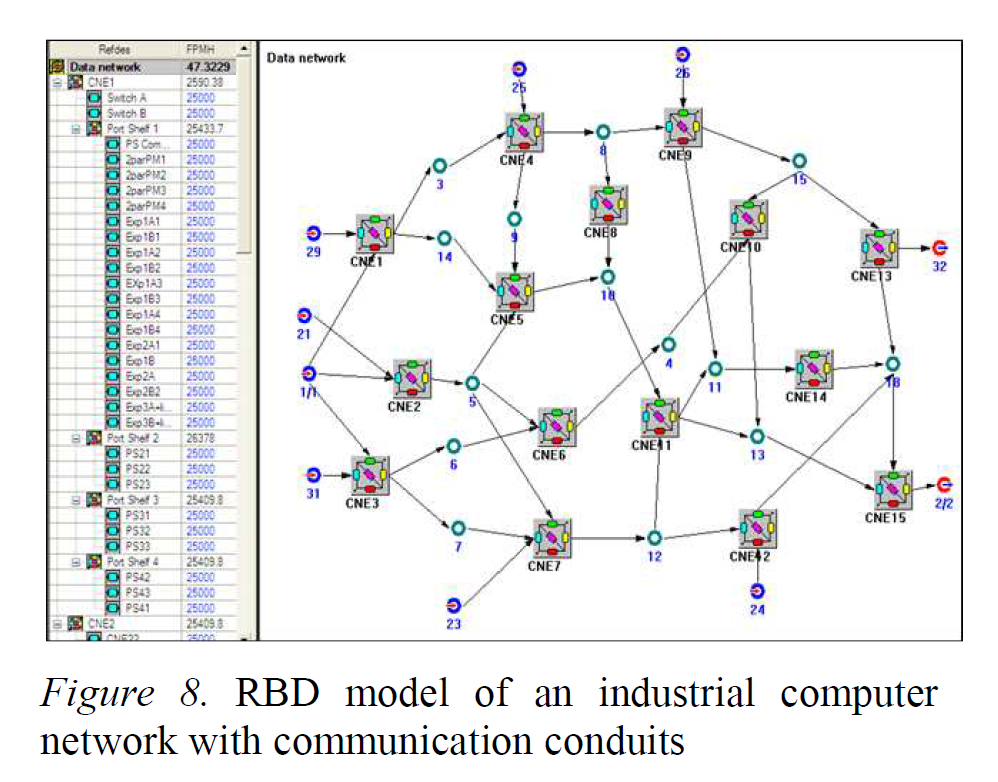 Refdes FPMH
Data network 47.3229
CNE1 2590.38
Switch A 25000
Switch B 25000
Port Shelf 1 25433.7
PS Com... 25000
2parPM1 25000
2parPM2 25000
2parPM3 25000
2parPM4 25000
Exp1A1 25000
Exp1B1 25000
Exp1A2 25000
Exp1B2 25000
EXp1A3 25000
Exp1B3 25000
Exp1A4 25000
Exp1B4 25000
Exp2A1 25000
Exp1B 25000
Exp2A 25000
Exp2B2 25000
Exp3A+i... 25000
Exp3B+i... 25000
Port Shelf 2 26378
PS21 25000
PS22 25000
PS23 25000
Port Shelf 3 25409.8
PS31 25000
PS32 25000
PS33 25000
Port Shelf 4 25409.8
PS42 25000
PS43 25000
PS41 25000
CNE2 25409.8
CNE22 25000
Data network
25
26
CNE4
8
CNE9
3
15
CNE8
29
CNE1
14
9
CNE10
CNE13
32
10
CNE5
21
4
1/1
CNE2
5
11
CNE14
18
CNE6
CNE11
13
6
31
CNE3
CNE15
2/2
7
CNE7
12
CNE12
23
24
Figure 8. RBD model of an industrial computer
network with communication conduits